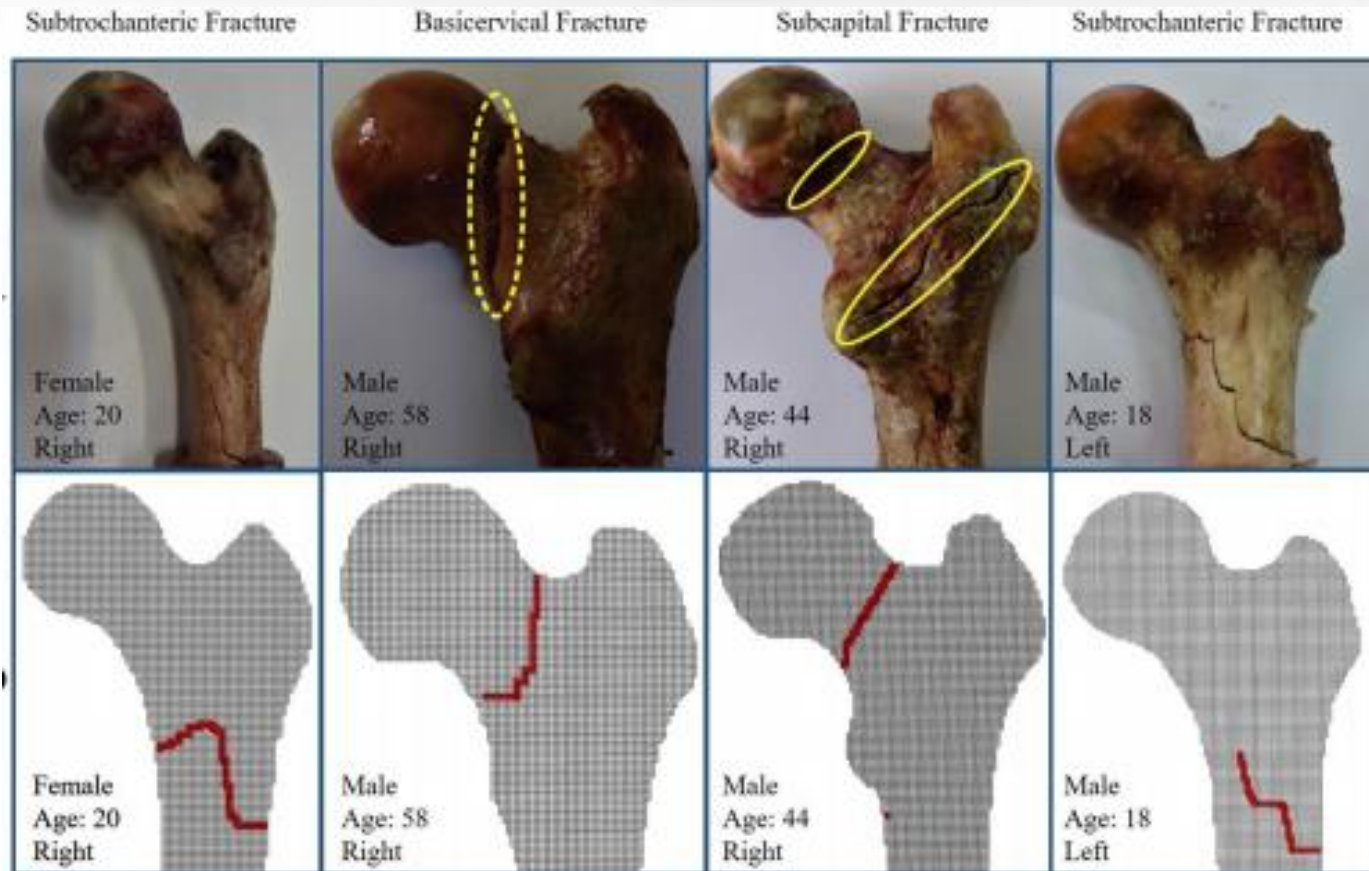 Subtrochanteric Fracture
Basicervical Fracture
Subcapital Fracture
Subtrochanteric Fracture
Female
Age: 20
Right
Male
Age: 58
Right
Male
Age: 44
Right
Male
Age: 18
Left
Female
Age: 20
Right
Male
Age: 58
Right
Male
Age: 44
Right
Male
Age: 18
Left